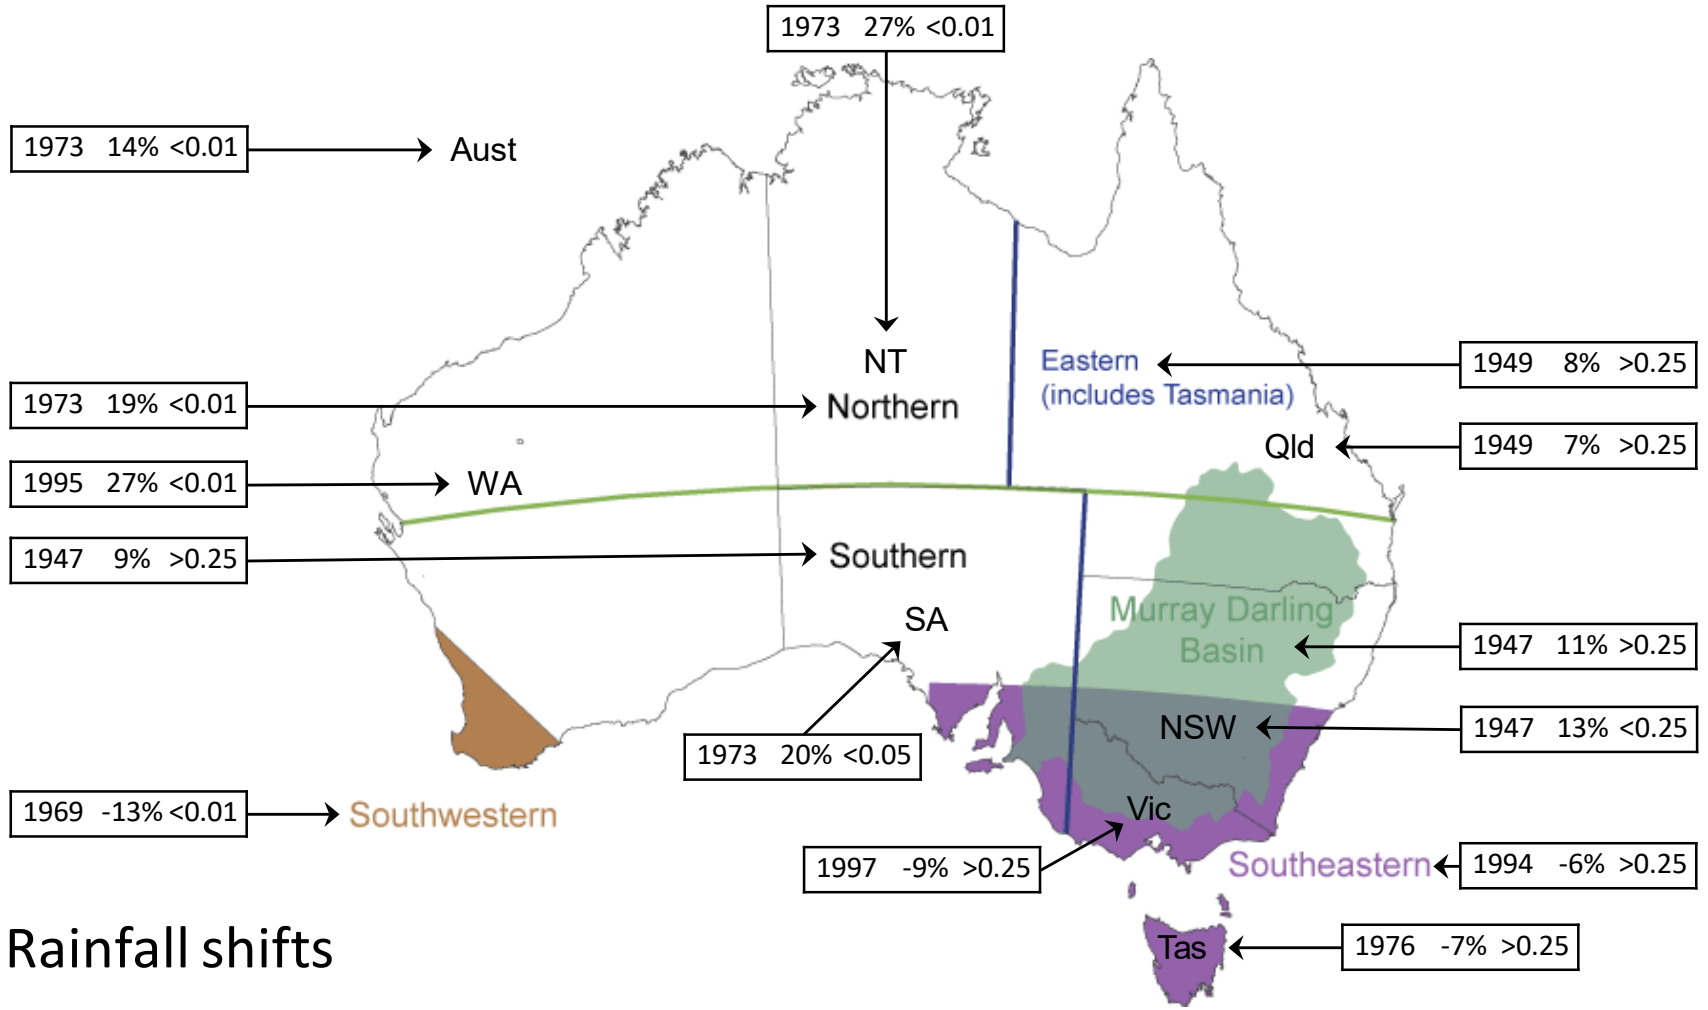 1973 27% <0.01
1973 14% <0.01
Aust
NT
1949 8% >0.25
Eastern
(includes Tasmania)
1973 19% <0.01
Northern
1949 7% >0.25
Qld
1995 27% <0.01
WA
1947 9% >0.25
Southern
SA
Murray Darling
Basin
1947 11% >0.25
NSW
1947 13% <0.25
1973 20% <0.05
1969 -13% <0.01
Southwestern
Vic
1997 -9% >0.25
Southeastern
1994 -6% >0.25
Rainfall shifts
Tas
1976 -7% >0.25